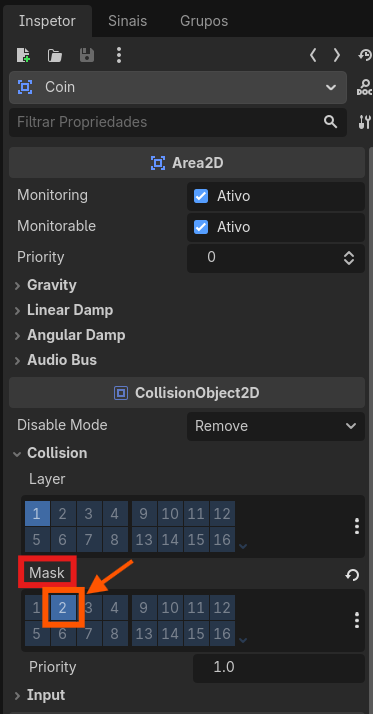 Inspetor Sinais Grupos
Coin
DOC
Filtrar Propriedades
Area2D
Monitoring Ativo
Monitorable Ativo
Priority 0
Gravity
Linear Damp
Angular Damp
Audio Bus
CollisionObject2D
Disable Mode Remove
Collision
Layer
1 2 3 4 9 10 11 12
5 6 7 8 13 14 15 16
Mask
1 2 3 4 9 10 11 12
5 6 7 8 13 14 15 16
Priority 1.0
Input